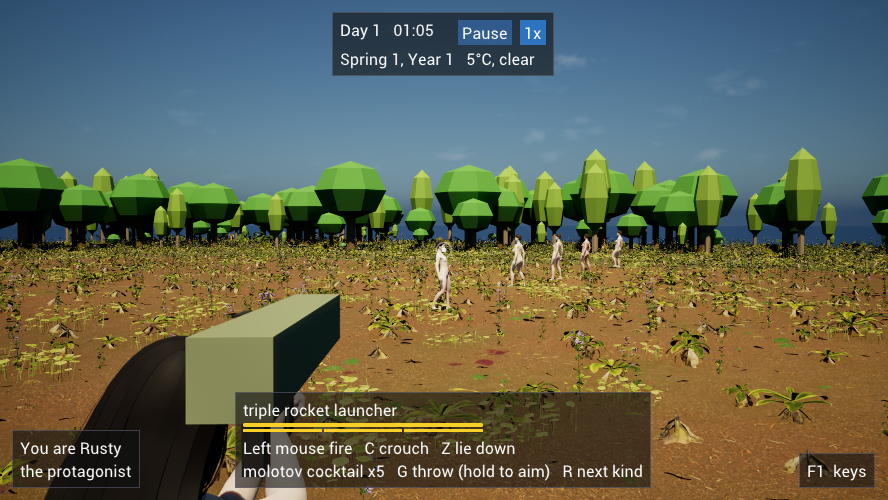 Day 1 01:05 Pause 1x
Spring 1, Year 1 5°C, clear
triple rocket launcher
Left mouse fire C crouch Z lie down
molotov cocktail x5 G throw (hold to aim) R next kind
You are Rusty
the protagonist
F1 keys